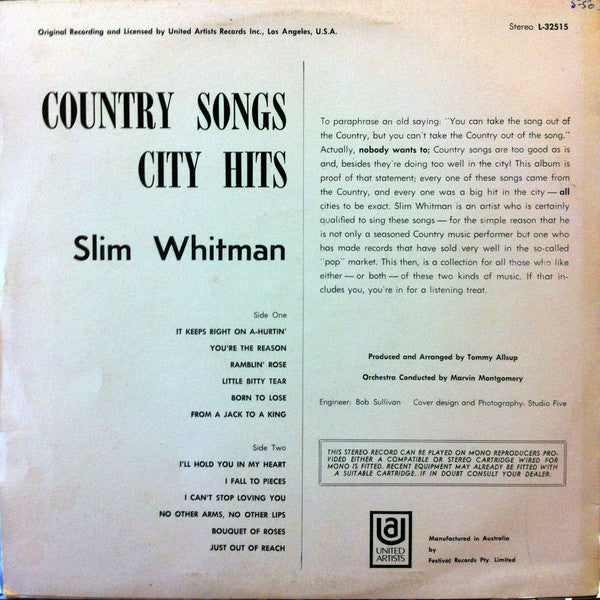 5-50
Original Recording and Licensed by United Artists Records Inc., Los Angeles, U.S.A.
Stereo L-32515
COUNTRY SONGS
CITY HITS
Slim Whitman
Side One
IT KEEPS RIGHT ON A-HURTIN'
YOU'RE THE REASON
RAMBLIN' ROSE
LITTLE BITTY TEAR
BORN TO LOSE
FROM A JACK TO A KING
Side Two
I'LL HOLD YOU IN MY HEART
I FALL TO PIECES
I CAN'T STOP LOVING YOU
NO OTHER ARMS, NO OTHER LIPS
BOUQUET OF ROSES
JUST OUT OF REACH
To paraphrase an old saying: "You can take the song out of
the Country, but you can't take the Country out of the song."
Actually, nobody wants to; Country songs are too good as is
and, besides they're doing too well in the city! This album is
proof of that statement; every one of these songs came from
the Country, and every one was a big hit in the city — all
cities to be exact. Slim Whitman is an artist who is certainly
qualified to sing these songs — for the simple reason that he
is not only a seasoned Country music performer but one who
has made records that have sold very well in the so-called
"pop" market. This then, is a collection for all those who like
either — or both — of these two kinds of music. If that in-
cludes you, you're in for a listening treat.
Produced and Arranged by Tommy Allsup
Orchestra Conducted by Marvin Montgomery
Engineer: Bob Sullivan Cover design and Photography: Studio Five
THIS STEREO RECORD CAN BE PLAYED ON MONO REPRODUCERS PRO-
VIDED EITHER A COMPATIBLE OR STEREO CARTRIDGE WIRED FOR
MONO IS FITTED. RECENT EQUIPMENT MAY ALREADY BE FITTED WITH
A SUITABLE CARTRIDGE. IF IN DOUBT CONSULT YOUR DEALER.
UA
UNITED
ARTISTS
Manufactured in Australia
by
Festival Records Pty. Limited